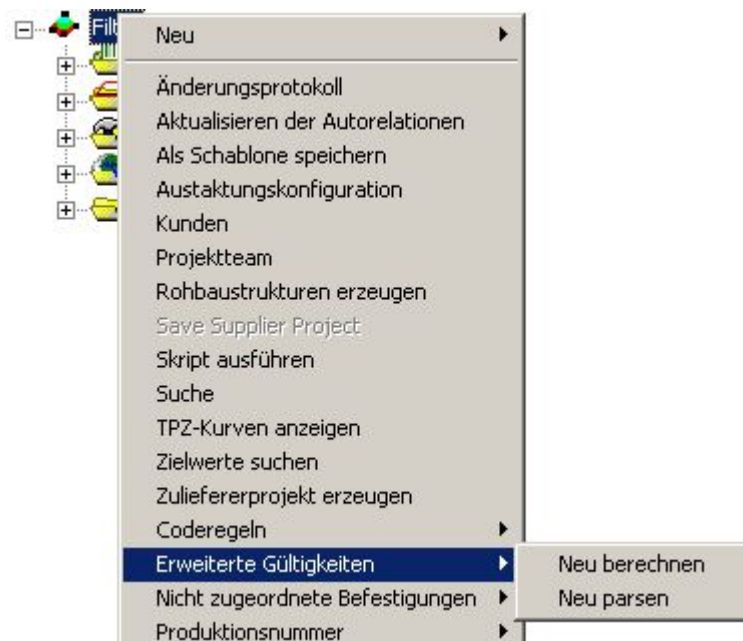 Neu
Änderungsprotokoll
Aktualisieren der Autorelationen
Als Schablone speichern
Austaktungskonfiguration
Kunden
Projektteam
Rohbaustrukturen erzeugen
Save Supplier Project
Skript ausführen
Suche
TPZ-Kurven anzeigen
Zielwerte suchen
Zuliefererprojekt erzeugen
Coderegeln
Erweiterte Gültigkeiten
Neu berechnen
Nicht zugeordnete Befestigungen
Neu parsen
Produktionsnummer